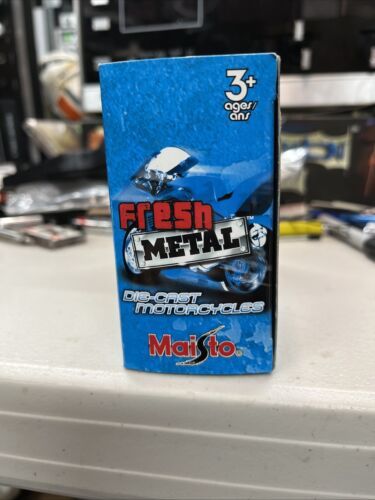 3+
ages/
ans
Fresh
METAL
DIE-CAST
MOTORCYCLES
Maisto®